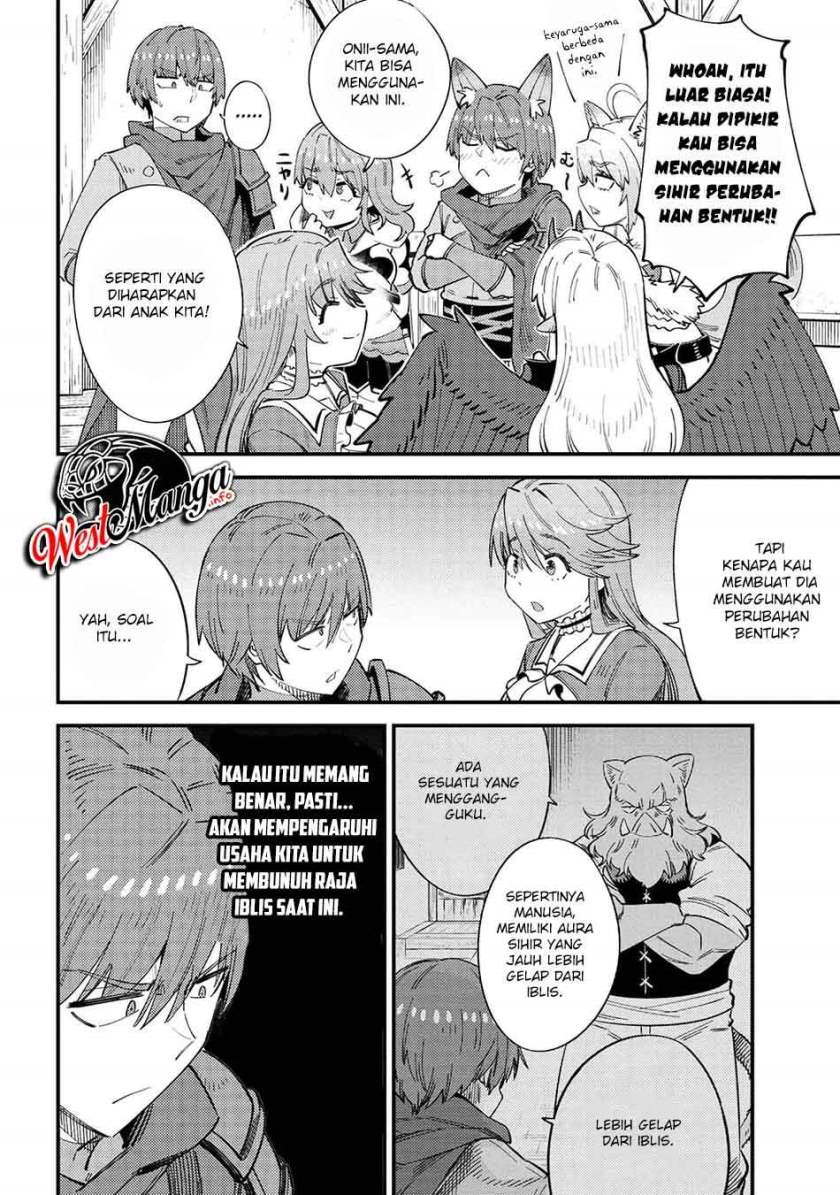 keyaruga-sama
berbeda
dengan
ini.
WHOAH, ITU
LUAR BIASA!
KALAU DIPIKIR
KAU BISA
MENGGUNAKAN
SIHIR PERUBA-
HAN BENTUK!!
ONII-SAMA,
KITA BISA
MENGGUNA-
KAN INI.
.....
ニヤリ
む〜
SEPERTI YANG
DIHARAPKAN
DARI ANAK KITA!
WestManga
.info
TAPI
KENAPA KAU
MEMBUAT DIA
MENGGUNAKAN
PERUBAHAN
BENTUK?
YAH, SOAL
ITU...
ADA
SESUATU YANG
MENGGANG-
GUKU.
SEPERTINYA
MANUSIA,
MEMILIKI AURA
SIHIR YANG
JAUH LEBIH
GELAP DARI
IBLIS.
LEBIH GELAP
DARI IBLIS.
KALAU ITU MEMANG
BENAR, PASTI...
AKAN MEMPENGARUHI
USAHA KITA UNTUK
MEMBUNUH RAJA
IBLIS SAAT INI.